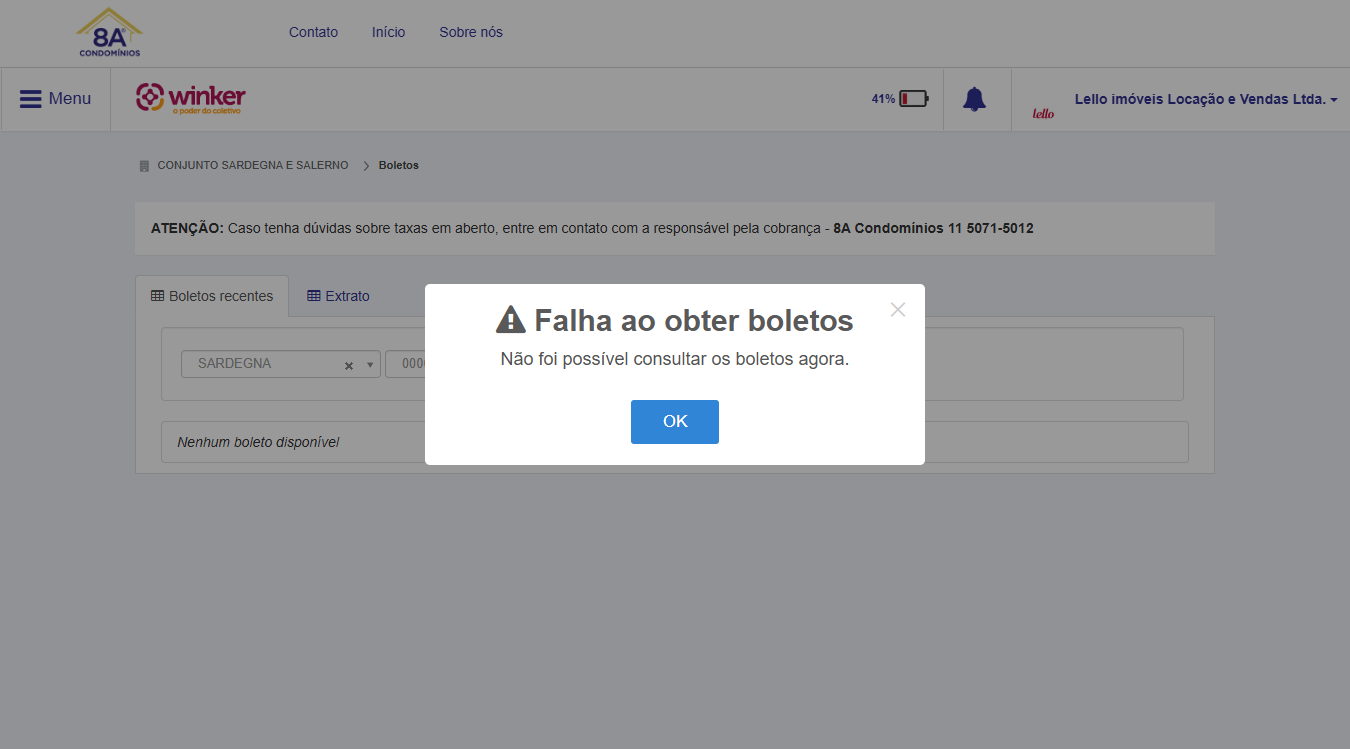 8A
CONDOMÍNIOS
Contato
Início
Sobre nós
Menu
winker
o poder do coletivo
41%
lello
Lello imóveis Locação e Vendas Ltda.
CONJUNTO SARDEGNA E SALERNO
Boletos
ATENÇÃO: Caso tenha dúvidas sobre taxas em aberto, entre em contato com a responsável pela cobrança - 8A Condomínios 11 5071-5012
Boletos recentes
Extrato
Falha ao obter boletos
Não foi possível consultar os boletos agora.
OK
SARDEGNA
000
Nenhum boleto disponível